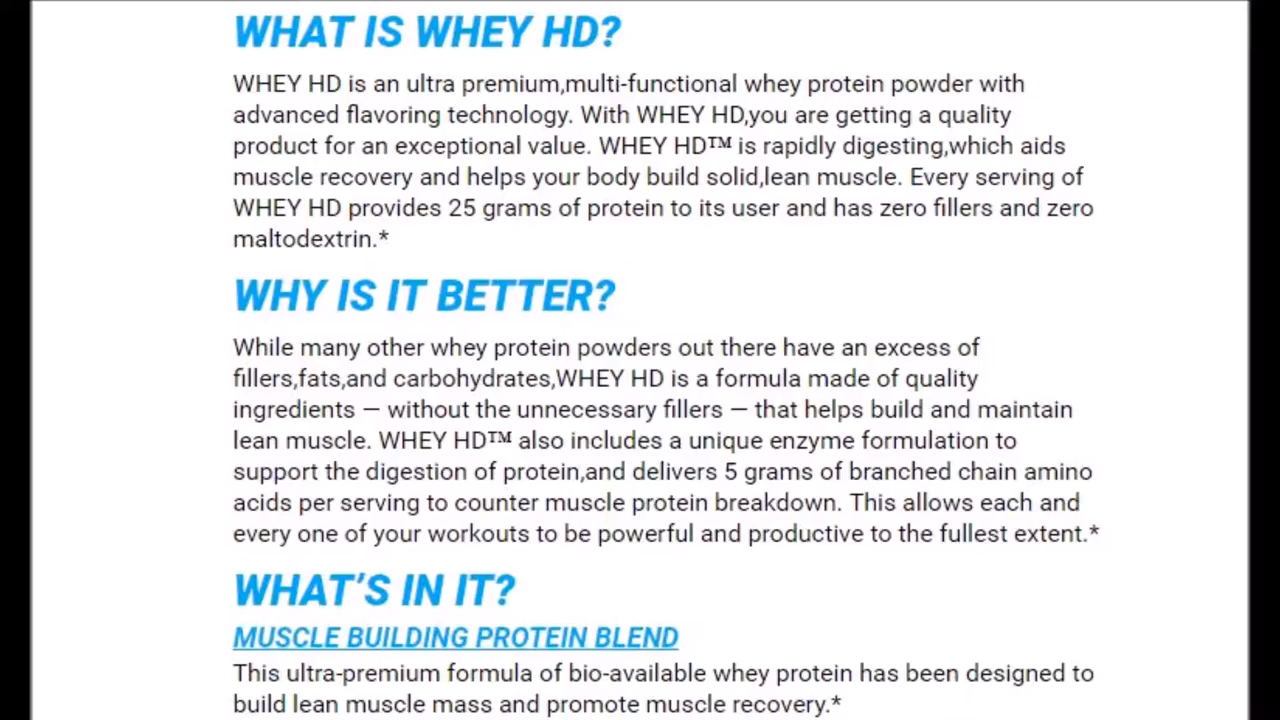 WHAT IS WHEY HD?
WHEY HD is an ultra premium,multi-functional whey protein powder with
advanced flavoring technology. With WHEY HD,you are getting a quality
product for an exceptional value. WHEY HD™ is rapidly digesting,which aids
muscle recovery and helps your body build solid,lean muscle. Every serving of
WHEY HD provides 25 grams of protein to its user and has zero fillers and zero
maltodextrin.*
WHY IS IT BETTER?
While many other whey protein powders out there have an excess of
fillers,fats,and carbohydrates,WHEY HD is a formula made of quality
ingredients — without the unnecessary fillers — that helps build and maintain
lean muscle. WHEY HD™ also includes a unique enzyme formulation to
support the digestion of protein,and delivers 5 grams of branched chain amino
acids per serving to counter muscle protein breakdown. This allows each and
every one of your workouts to be powerful and productive to the fullest extent.*
WHAT’S IN IT?
MUSCLE BUILDING PROTEIN BLEND
This ultra-premium formula of bio-available whey protein has been designed to
build lean muscle mass and promote muscle recovery.*